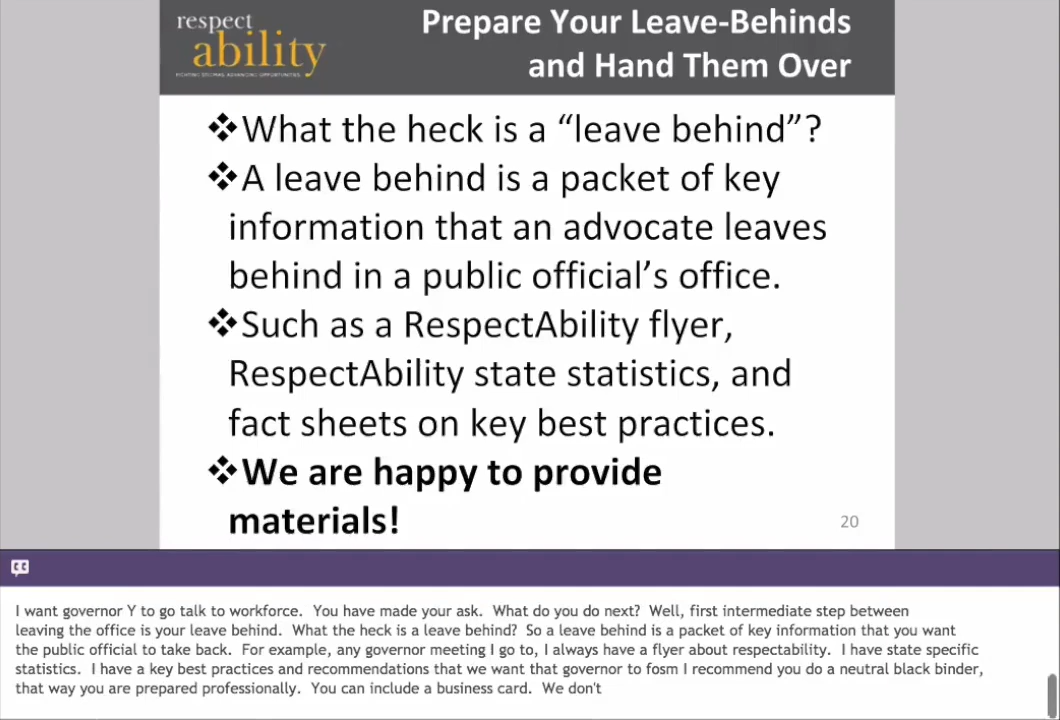 respect
ability
FIGHTING STIGMAS. ADVANCING OPPORTUNITIES.
Prepare Your Leave-Behinds
and Hand Them Over
❖What the heck is a “leave behind”?
❖A leave behind is a packet of key
information that an advocate leaves
behind in a public official’s office.
❖Such as a RespectAbility flyer,
RespectAbility state statistics, and
fact sheets on key best practices.
❖We are happy to provide
materials!
20
I want governor Y to go talk to workforce. You have made your ask. What do you do next? Well, first intermediate step between
leaving the office is your leave behind. What the heck is a leave behind? So a leave behind is a packet of key information that you want
the public official to take back. For example, any governor meeting I go to, I always have a flyer about respectability. I have state specific
statistics. I have a key best practices and recommendations that we want that governor to fosm I recommend you do a neutral black binder,
that way you are prepared professionally. You can include a business card. We don't